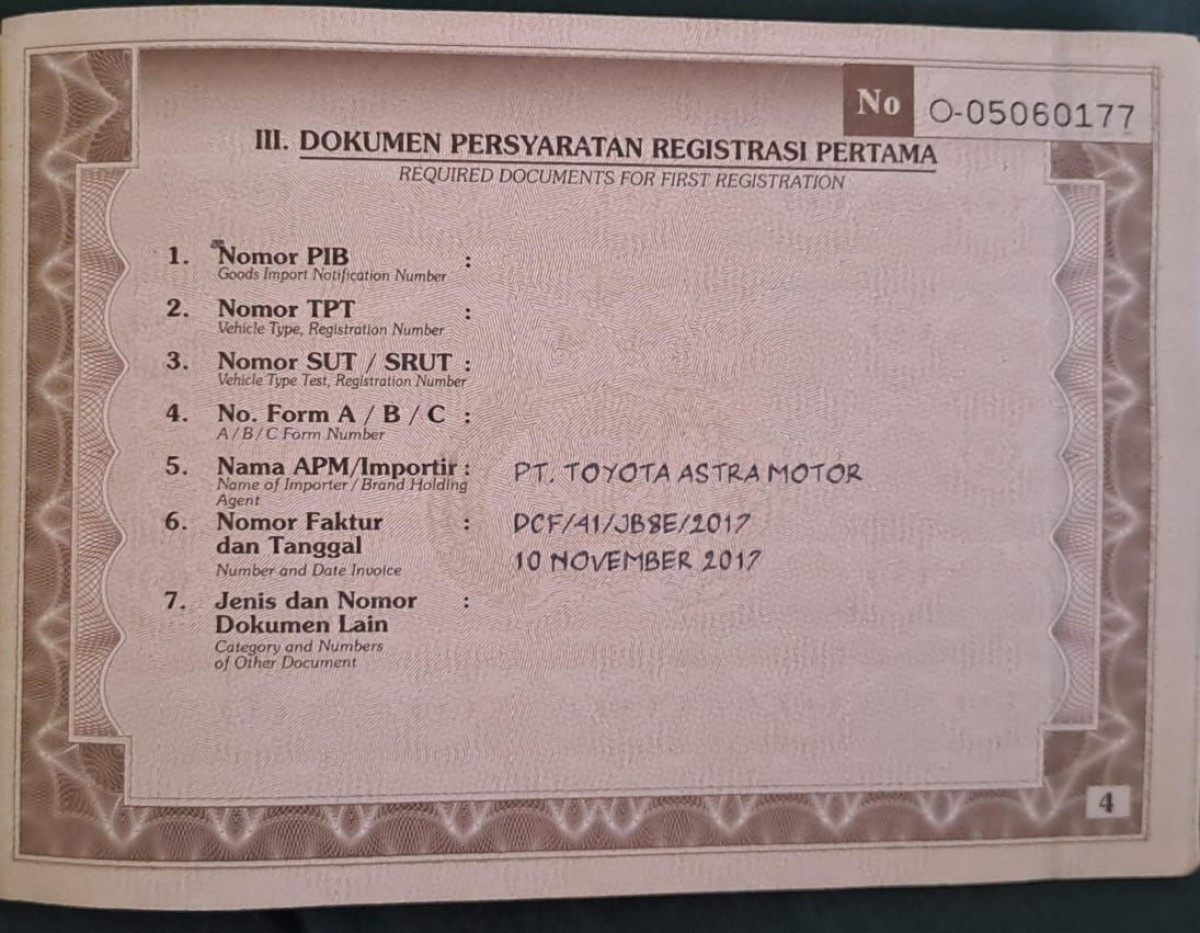 No O-05060177
III. DOKUMEN PERSYARATAN REGISTRASI PERTAMA
REQUIRED DOCUMENTS FOR FIRST REGISTRATION
1. Nomor PIB :
Goods Import Notification Number
2. Nomor TPT :
Vehicle Type, Registration Number
3. Nomor SUT / SRUT :
Vehicle Type Test, Registration Number
4. No. Form A / B / C :
A / B / C Form Number
5. Nama APM/Importir : PT. TOYOTA ASTRA MOTOR
Name of Importer / Brand Holding
Agent
6. Nomor Faktur : DCF/41/JB8E/2017
dan Tanggal 10 NOVEMBER 2017
Number and Date Invoice
7. Jenis dan Nomor :
Dokumen Lain
Category and Numbers
of Other Document
4